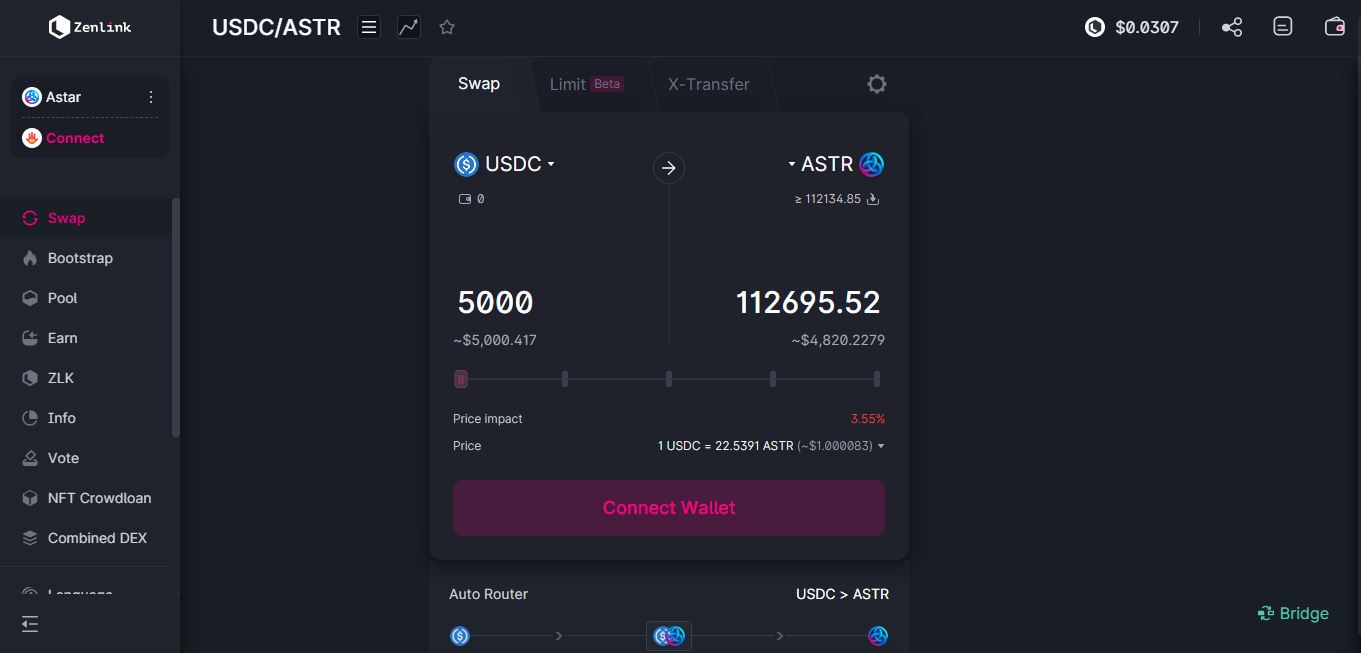 Zenlink
USDC/ASTR
$0.0307
Astar
Connect
Swap
Bootstrap
Pool
Earn
ZLK
Info
Vote
NFT Crowdloan
Combined DEX
Language
Swap
Limit Beta
X-Transfer
USDC
ASTR
0
≥ 112134.85
5000
112695.52
~$5,000.417
~$4,820.2279
Price impact
3.55%
Price
1 USDC = 22.5391 ASTR (~$1.000083)
Connect Wallet
Auto Router
USDC > ASTR
Bridge